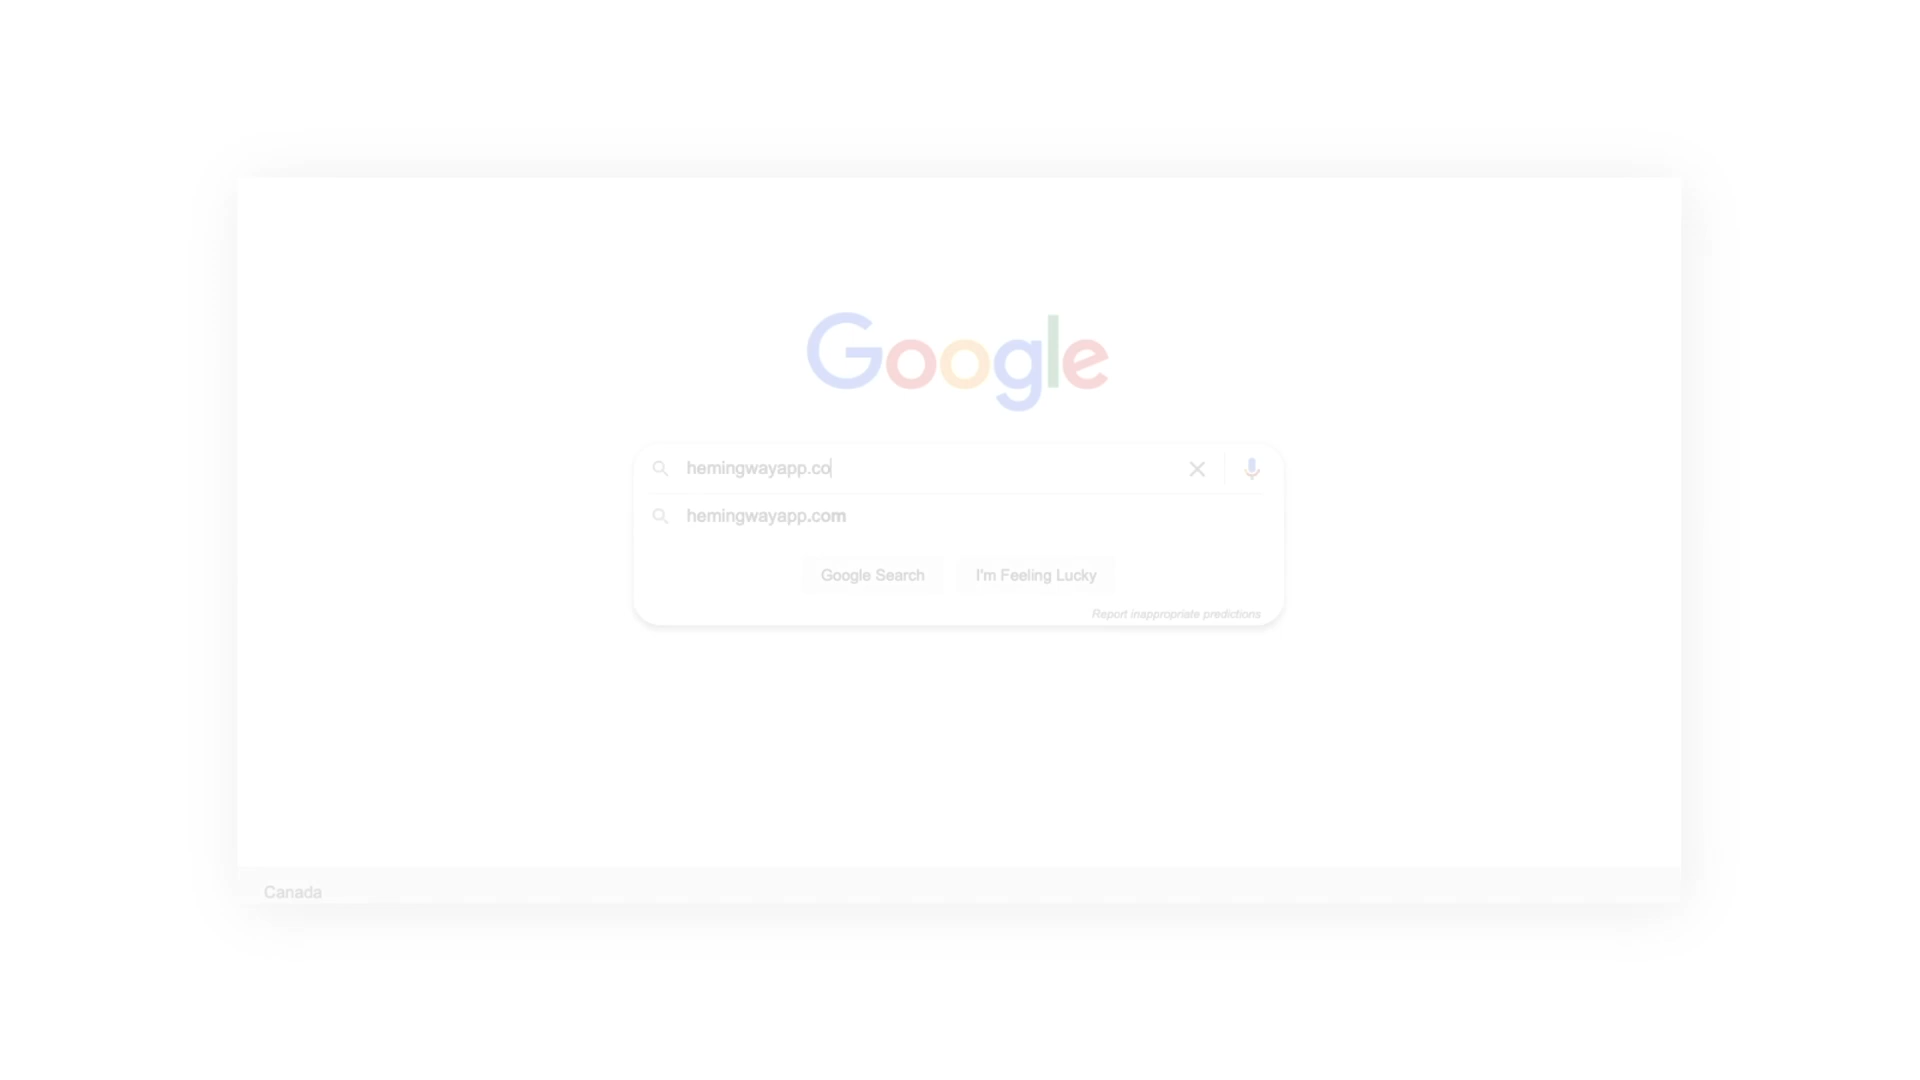 Google
hemingwayapp.co
hemingwayapp.com
Google Search I'm Feeling Lucky
Report inappropriate predictions
Canada